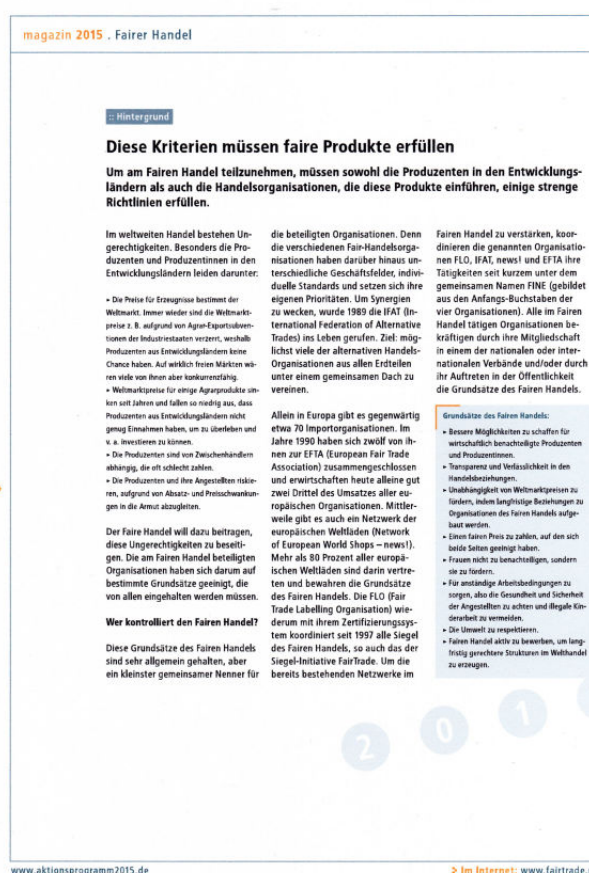 magazin 2015 . Fairer Handel
:: Hintergrund
Diese Kriterien müssen faire Produkte erfüllen
Um am Fairen Handel teilzunehmen, müssen sowohl die Produzenten in den Entwicklungs-
ländern als auch die Handelsorganisationen, die diese Produkte einführen, einige strenge
Richtlinien erfüllen.
Im weltweiten Handel bestehen Un-
gerechtigkeiten. Besonders die Pro-
duzenten und Produzentinnen in den
Entwicklungsländern leiden darunter:
▸ Die Preise für Erzeugnisse bestimmt der
Weltmarkt. Immer wieder sind die Weltmarkt-
preise z. B. aufgrund von Agrar-Exportsubven-
tionen der Industriestaaten verzerrt, weshalb
Produzenten aus Entwicklungsländern keine
Chance haben. Auf wirklich freien Märkten wä-
ren viele von ihnen aber konkurrenzfähig.
▸ Weltmarktpreise für einige Agrarprodukte sin-
ken seit Jahren und fallen so niedrig aus, dass
Produzenten aus Entwicklungsländern nicht
genug Einnahmen haben, um zu überleben und
v. a. investieren zu können.
▸ Die Produzenten sind von Zwischenhändlern
abhängig, die oft schlecht zahlen.
▸ Die Produzenten und ihre Angestellten riskie-
ren, aufgrund von Absatz- und Preisschwankun-
gen in die Armut abzugleiten.
Der Faire Handel will dazu beitragen,
diese Ungerechtigkeiten zu beseiti-
gen. Die am Fairen Handel beteiligten
Organisationen haben sich darum auf
bestimmte Grundsätze geeinigt, die
von allen eingehalten werden müssen.
Wer kontrolliert den Fairen Handel?
Diese Grundsätze des Fairen Handels
sind sehr allgemein gehalten, aber
ein kleinster gemeinsamer Nenner für
die beteiligten Organisationen. Denn
die verschiedenen Fair-Handelsorga-
nisationen haben darüber hinaus un-
terschiedliche Geschäftsfelder, indivi-
duelle Standards und setzen sich ihre
eigenen Prioritäten. Um Synergien
zu wecken, wurde 1989 die IFAT (In-
ternational Federation of Alternative
Trades) ins Leben gerufen. Ziel: mög-
lichst viele der alternativen Handels-
Organisationen aus allen Erdteilen
unter einem gemeinsamen Dach zu
vereinen.
Allein in Europa gibt es gegenwärtig
etwa 70 Importorganisationen. Im
Jahre 1990 haben sich zwölf von ih-
nen zur EFTA (European Fair Trade
Association) zusammengeschlossen
und erwirtschaften heute alleine gut
zwei Drittel des Umsatzes aller eu-
ropäischen Organisationen. Mittler-
weile gibt es auch ein Netzwerk der
europäischen Weltläden (Network
of European World Shops – news!).
Mehr als 80 Prozent aller europä-
ischen Weltläden sind darin vertre-
ten und bewahren die Grundsätze
des Fairen Handels. Die FLO (Fair
Trade Labelling Organisation) wie-
derum mit ihrem Zertifizierungssys-
tem koordiniert seit 1997 alle Siegel
des Fairen Handels, so auch das der
Siegel-Initiative FairTrade. Um die
bereits bestehenden Netzwerke im
Fairen Handel zu verstärken, koor-
dinieren die genannten Organisatio-
nen FLO, IFAT, news! und EFTA ihre
Tätigkeiten seit kurzem unter dem
gemeinsamen Namen FINE (gebildet
aus den Anfangs-Buchstaben der
vier Organisationen). Alle im Fairen
Handel tätigen Organisationen be-
kräftigen durch ihre Mitgliedschaft
in einem der nationalen oder inter-
nationalen Verbände und/oder durch
ihr Auftreten in der Öffentlichkeit
die Grundsätze des Fairen Handels.
Grundsätze des Fairen Handels:
▸ Bessere Möglichkeiten zu schaffen für
wirtschaftlich benachteiligte Produzenten
und Produzentinnen.
▸ Transparenz und Verlässlichkeit in den
Handelsbeziehungen.
▸ Unabhängigkeit von Weltmarktpreisen zu
fördern, indem langfristige Beziehungen zu
Organisationen des Fairen Handels aufge-
baut werden.
▸ Einen fairen Preis zu zahlen, auf den sich
beide Seiten geeinigt haben.
▸ Frauen nicht zu benachteiligen, sondern
sie zu fördern.
▸ Für anständige Arbeitsbedingungen zu
sorgen, also die Gesundheit und Sicherheit
der Angestellten zu achten und illegale Kin-
derarbeit zu vermeiden.
▸ Die Umwelt zu respektieren.
▸ Fairen Handel aktiv zu bewerben, um lang-
fristig gerechtere Strukturen im Welthandel
zu erzeugen.
2 0 1
www.aktionsprogramm2015.de
> Im Internet: www.fairtrade.